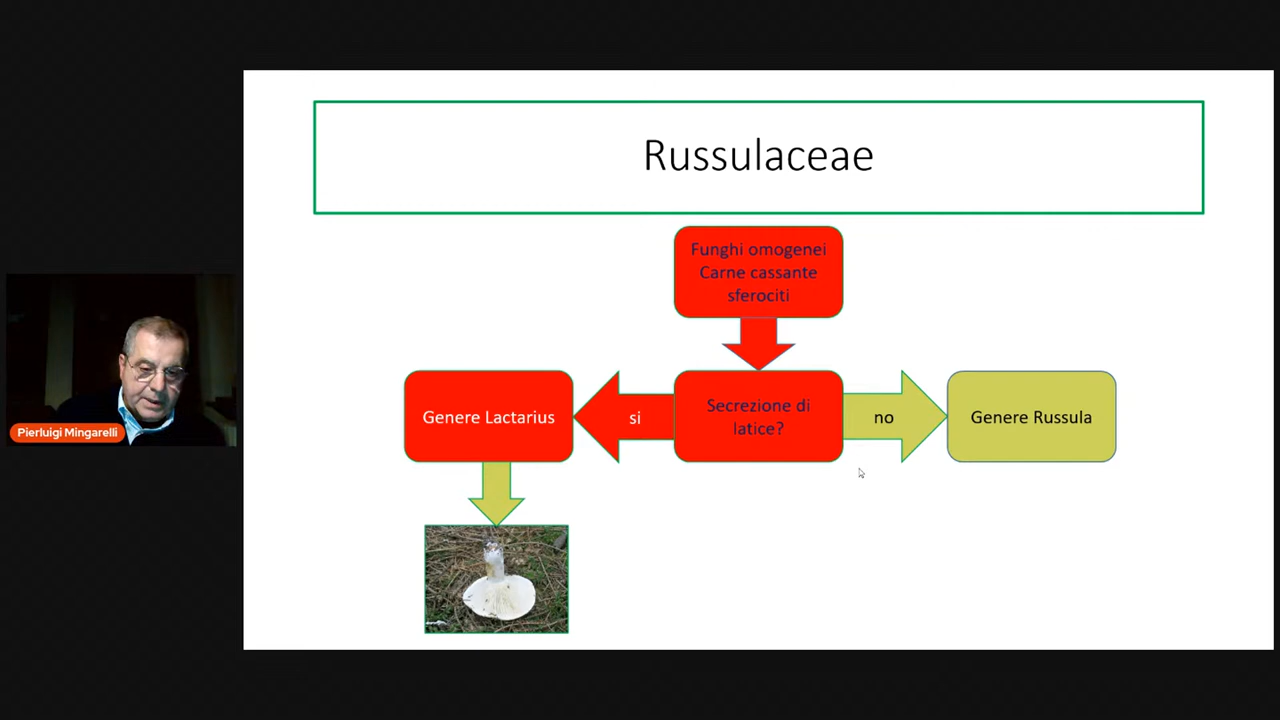 Russulaceae
Funghi omogenei
Carne cassante
sferociti
Genere Lactarius
si
Secrezione di
latice?
no
Genere Russula
Pierluigi Mingarelli